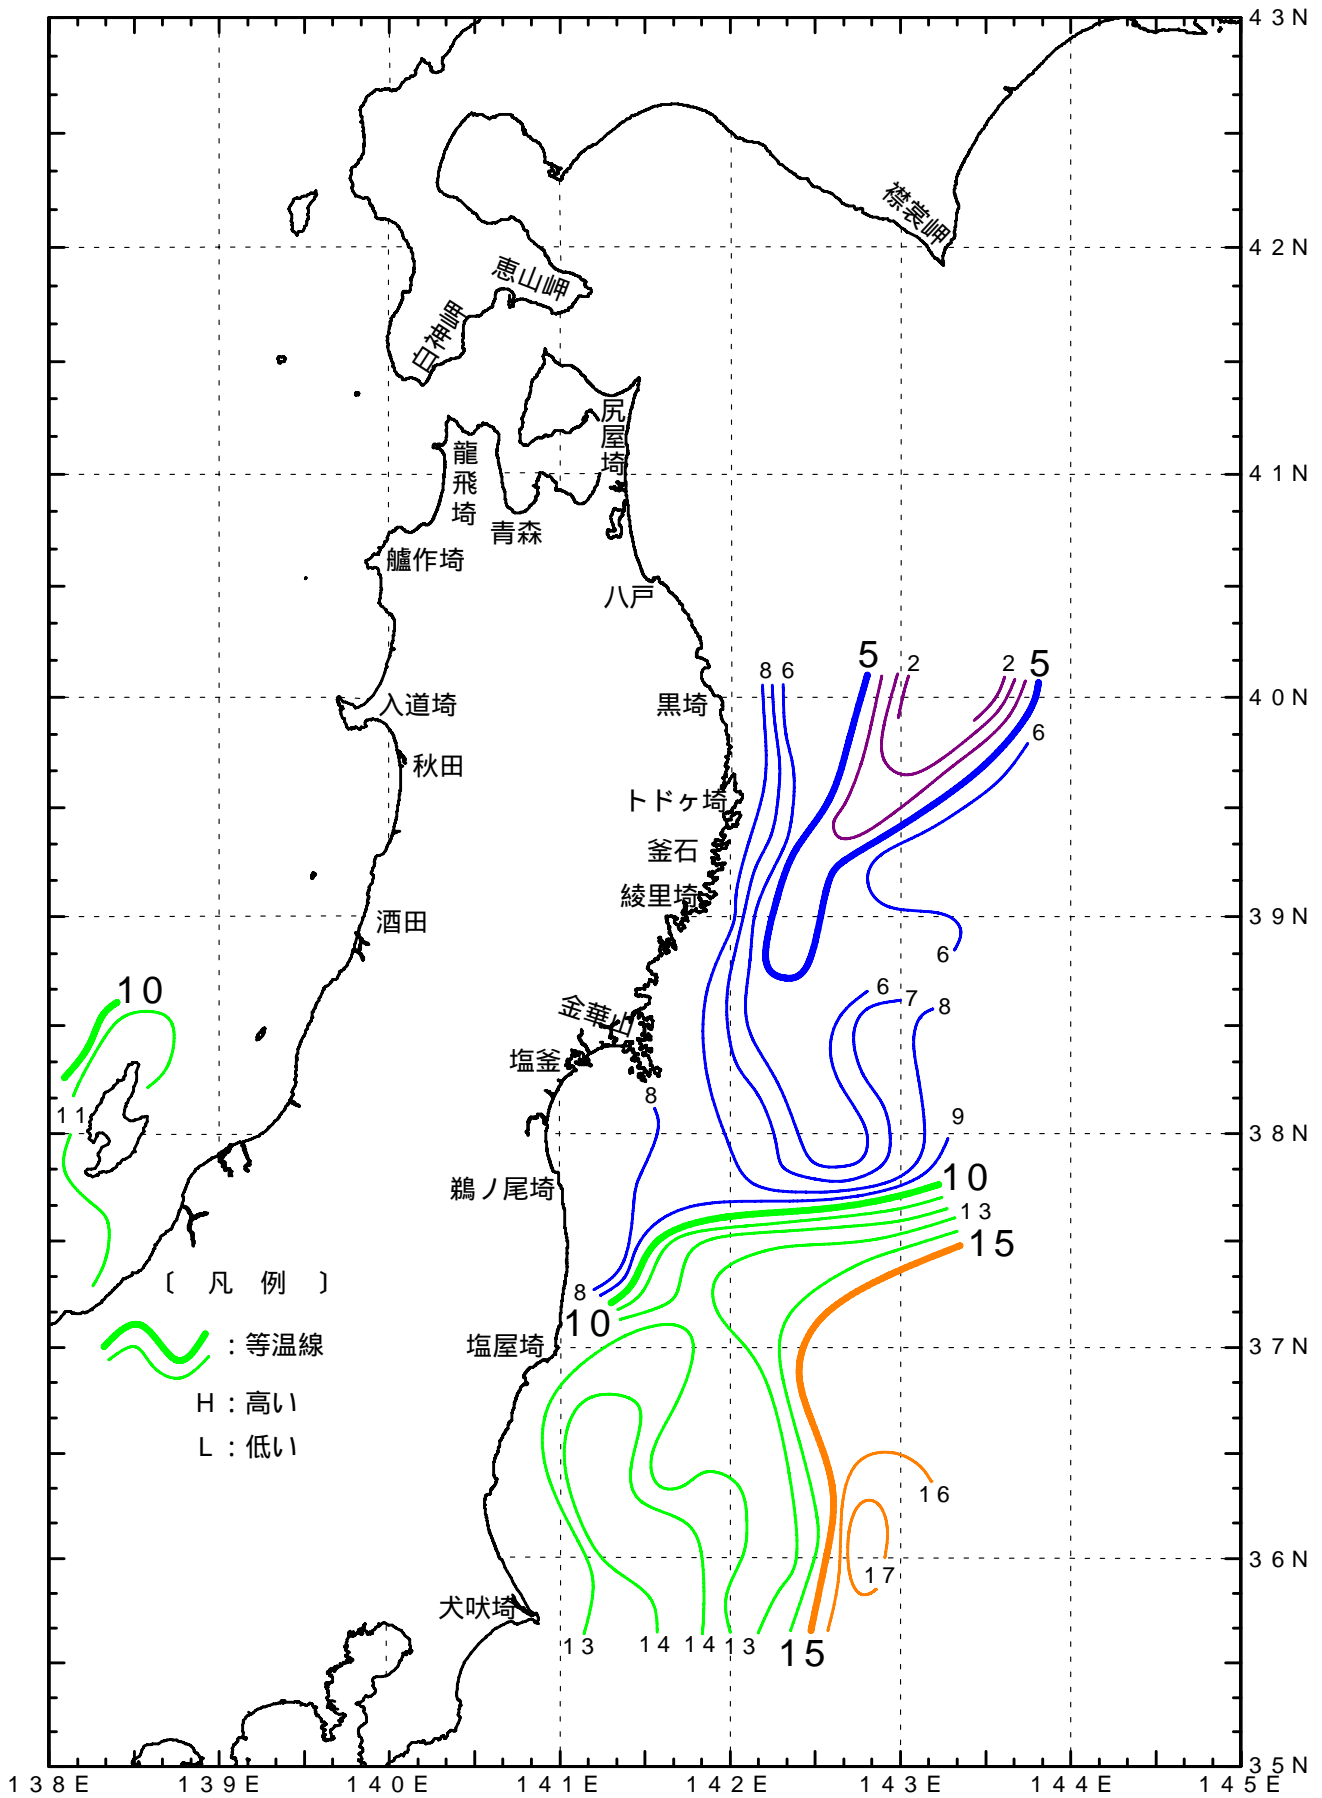 43N
襟裳岬
42N
恵山岬
白神岬
尻屋埼
龍飛埼
41N
青森
艫作埼
八戸
5
2
2
5
8
6
黒埼
40N
入道埼
6
秋田
トドヶ埼
釜石
綾里埼
39N
酒田
6
10
6
7
8
金華山
塩釜
8
11
9
38N
10
鵜ノ尾埼
13
15
〔 凡 例 〕
8
10
：等温線
塩屋埼
37N
H：高い
L：低い
16
36N
17
犬吠埼
13
14
14
13
15
35N
138E
139E
140E
141E
142E
143E
144E
145E